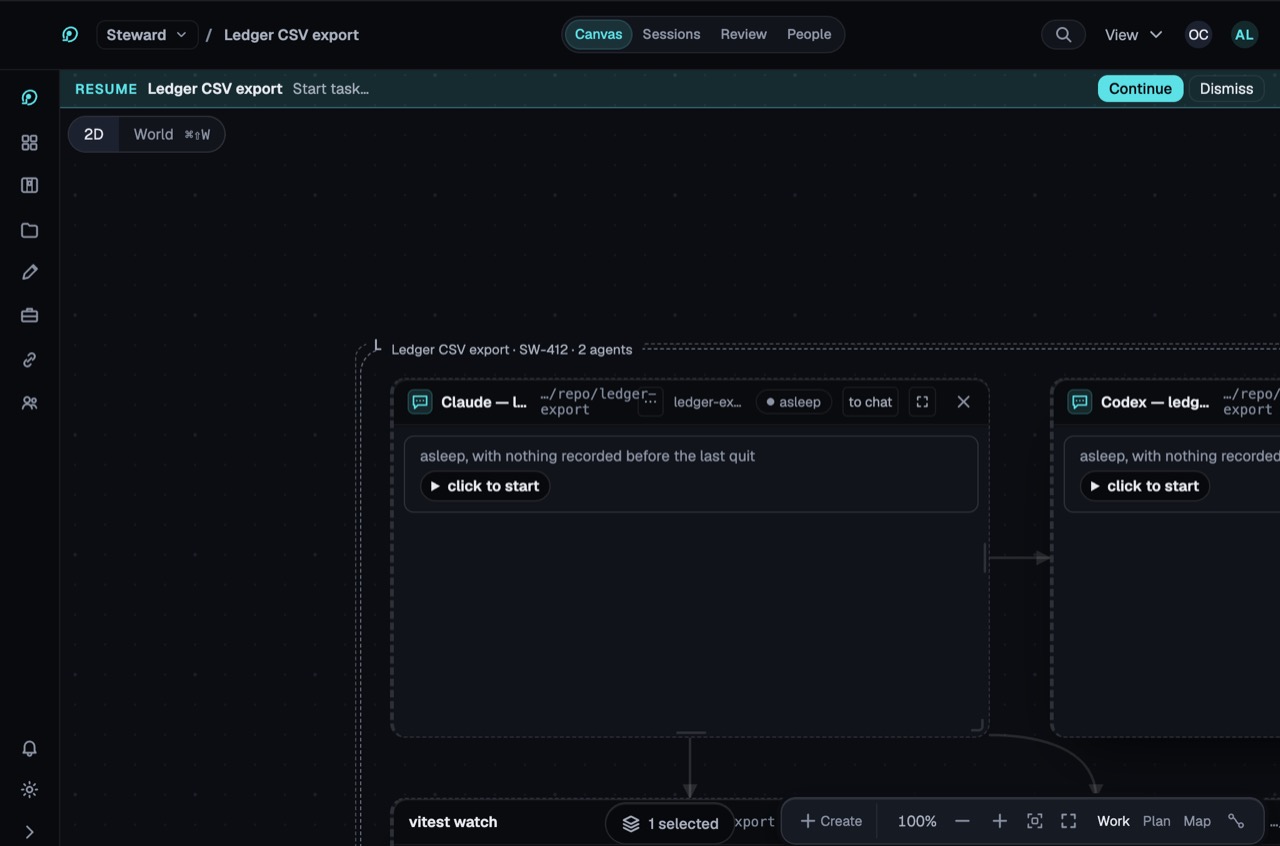 Steward / Ledger CSV export Canvas Sessions Review People View OC AL
RESUME Ledger CSV export Start task… Continue Dismiss
2D World ⌘⇧W
Ledger CSV export · SW-412 · 2 agents
Claude — l… …/repo/ledger-export … ledger-ex… asleep to chat
Codex — ledg… …/repo/
export
asleep, with nothing recorded before the last quit
click to start
asleep, with nothing recorded
click to start
vitest watch
1 selected
xport
Create 100% Work Plan Map